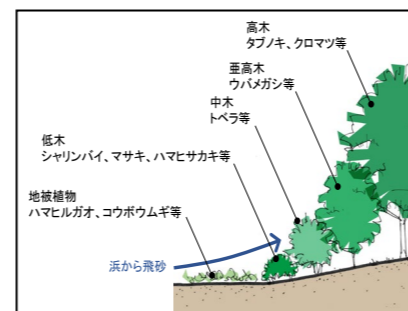 高木
タブノキ、クロマツ等
亜高木
ウバメガシ等
中木
トベラ等
低木
シャリンバイ、マサキ、ハマヒサカキ等
地被植物
ハマヒルガオ、コウボウムギ等
浜から飛砂